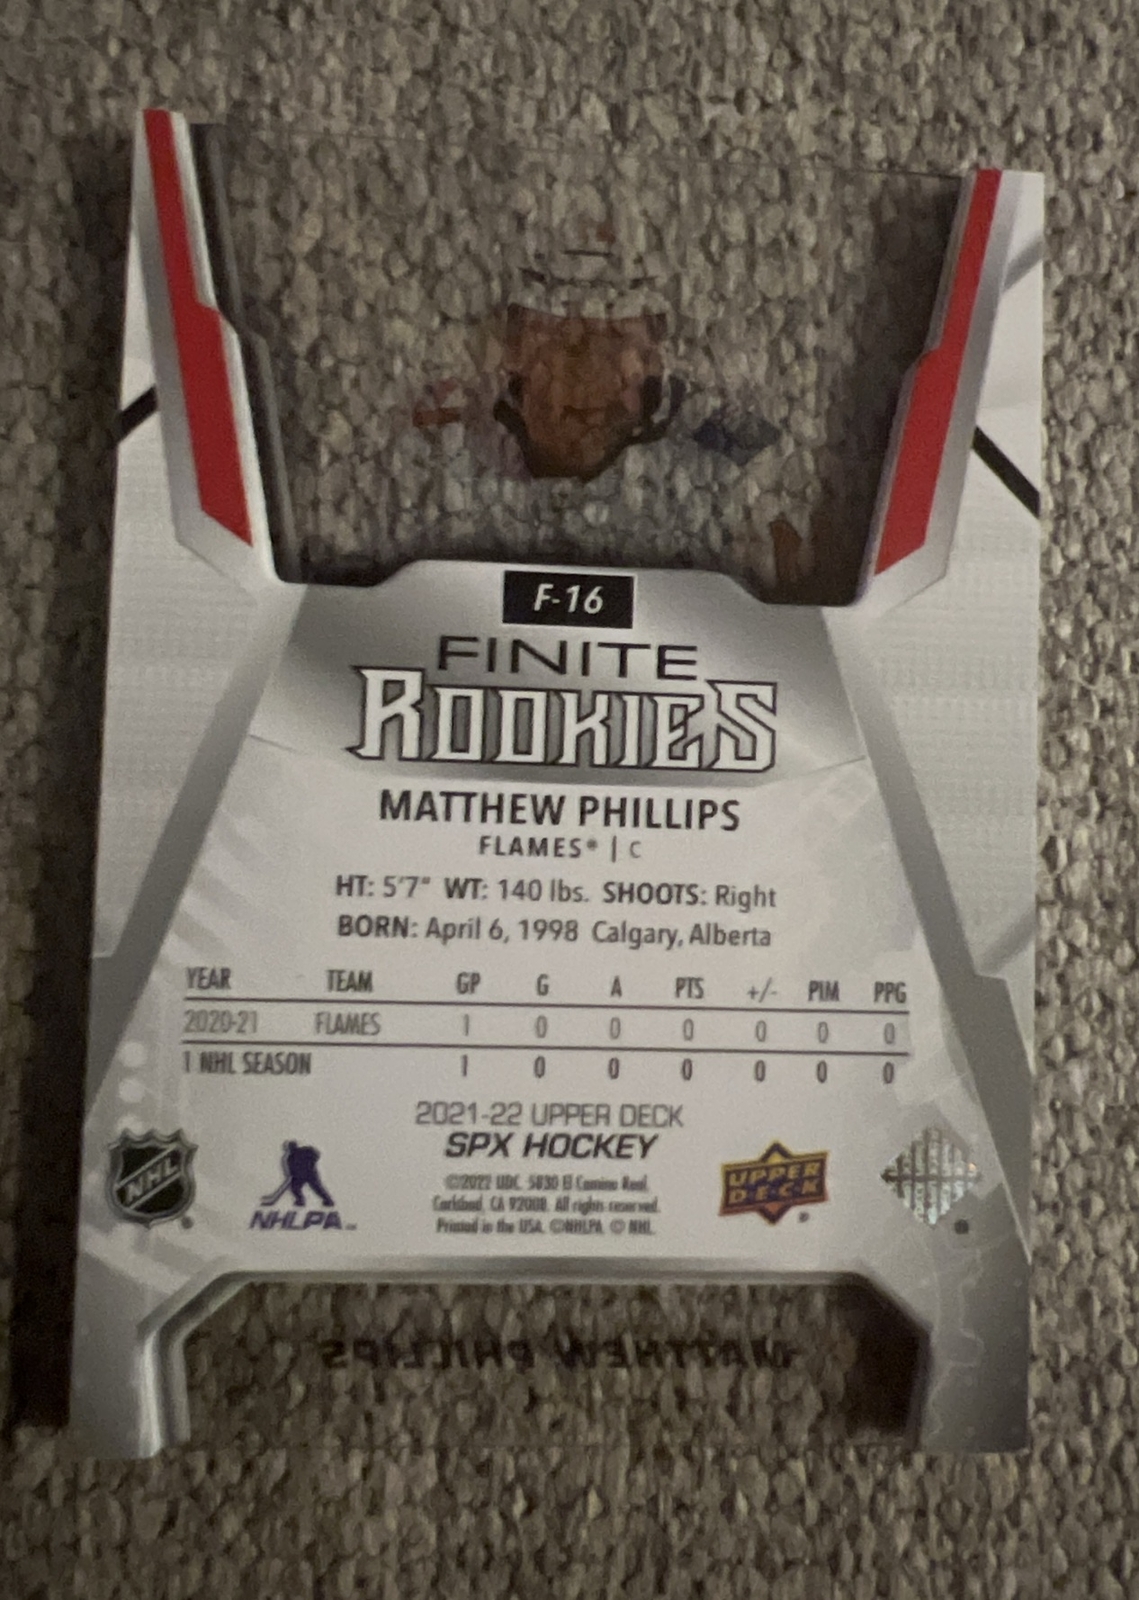 F-16
FINITE
ROOKIES
MATTHEW PHILLIPS
FLAMES® | C
HT: 5'7" WT: 140 lbs. SHOOTS: Right
BORN: April 6, 1998 Calgary, Alberta
YEAR TEAM GP G A PTS +/- PIM PPG
2020-21 FLAMES 1 0 0 0 0 0 0
1 NHL SEASON 1 0 0 0 0 0 0
2021-22 UPPER DECK
SPX HOCKEY
©2022 UDC. 5830 El Camino Real,
Carlsbad, CA 92008. All rights reserved.
Printed in the USA. ©NHLPA © NHL.
NHL
NHLPA™
UPPER
D·E·C·K
MATTHEW PHILLIPS